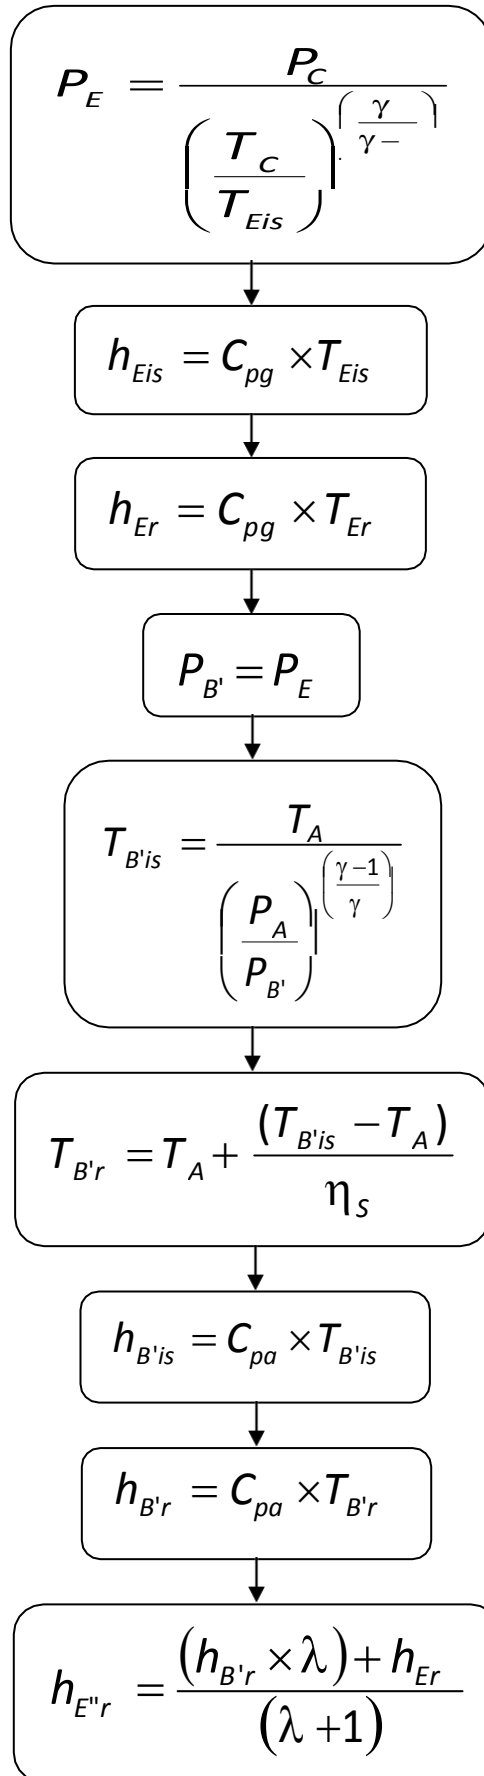 P_E = P_C / (T_C / T_Eis)^(γ / γ −)
h_Eis = C_pg × T_Eis
h_Er = C_pg × T_Er
P_B' = P_E
T_B'is = T_A / (P_A / P_B')^((γ −1) / γ)
T_B'r = T_A + (T_B'is − T_A) / η_S
h_B'is = C_pa × T_B'is
h_B'r = C_pa × T_B'r
h_E"r = ((h_B'r × λ) + h_Er) / (λ +1)